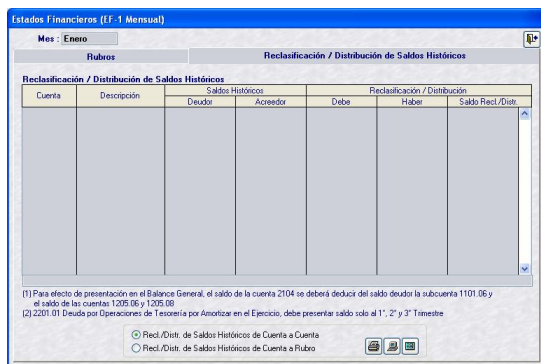 Estados Financieros (EF-1 Mensual)
Mes : Enero
Rubros
Reclasificación / Distribución de Saldos Históricos
Reclasificación / Distribución de Saldos Históricos
Cuenta
Descripción
Saldos Históricos
Reclasificación / Distribución
Deudor
Acreedor
Debe
Haber
Saldo Recl./Distr.
(1) Para efecto de presentación en el Balance General, el saldo de la cuenta 2104 se deberá deducir del saldo deudor la subcuenta 1101.06 y
el saldo de las cuentas 1205.06 y 1205.08
(2) 2201.01 Deuda por Operaciones de Tesorería por Amortizar en el Ejercicio, debe presentar saldo solo al 1°, 2° y 3° Trimestre
Recl./Distr. de Saldos Históricos de Cuenta a Cuenta
Recl./Distr. de Saldos Históricos de Cuenta a Rubro